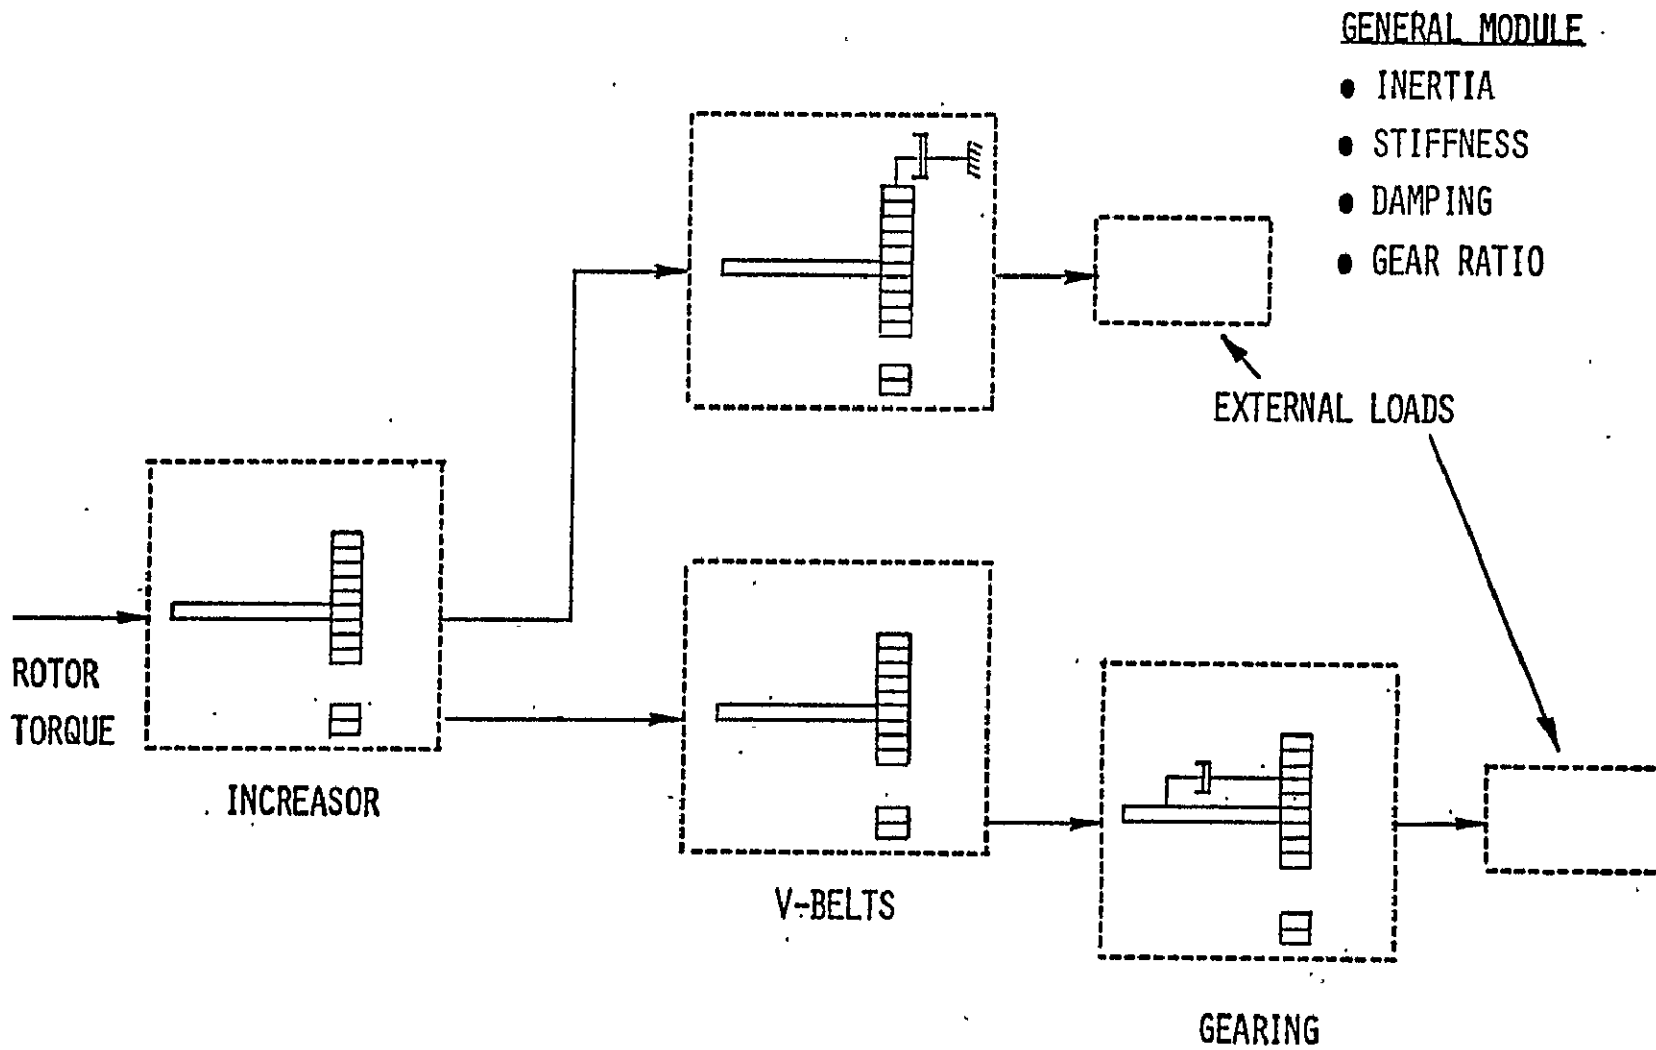 GENERAL MODULE
• INERTIA
• STIFFNESS
• DAMPING
• GEAR RATIO
EXTERNAL LOADS
ROTOR
TORQUE
INCREASOR
V-BELTS
GEARING